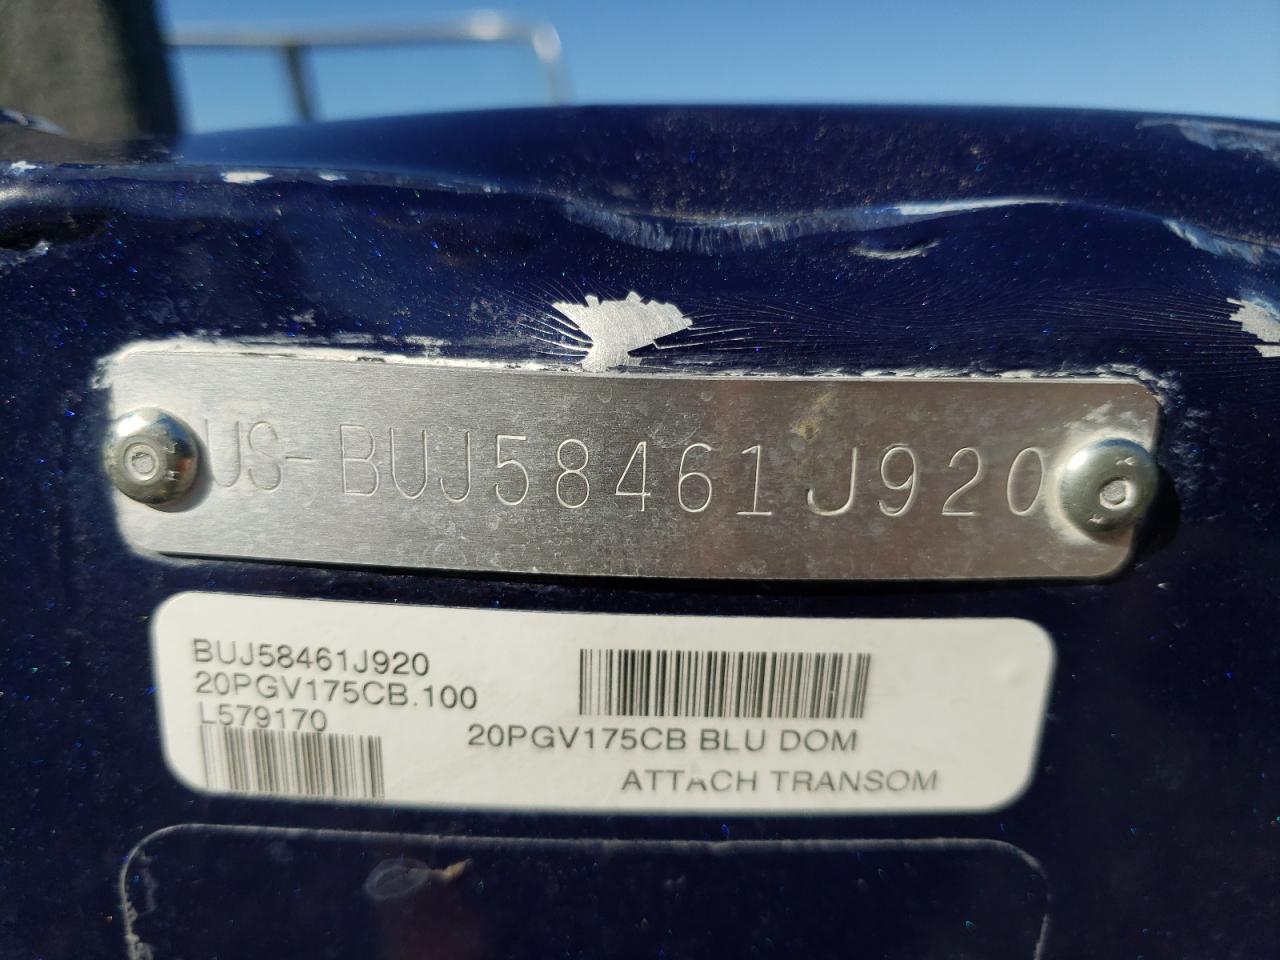 US-BUJ58461J920
BUJ58461J920
20PGV175CB.100
L579170
20PGV175CB BLU DOM
ATTACH TRANSOM